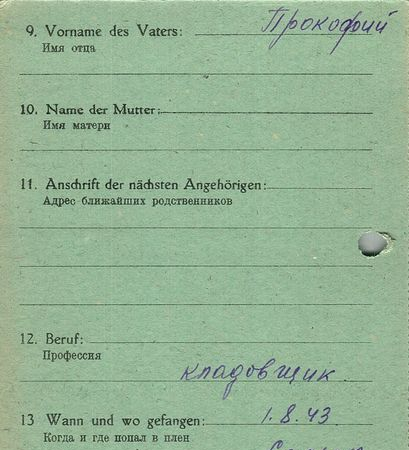 9. Vorname des Vaters: Прокофий
Имя отца
10. Name der Mutter:
Имя матери
11. Anschrift der nächsten Angehörigen:
Адрес ближайших родственников
12. Beruf:
Профессия
кладовщик
13 Wann und wo gefangen: 1.8.43
Когда и где попал в плен